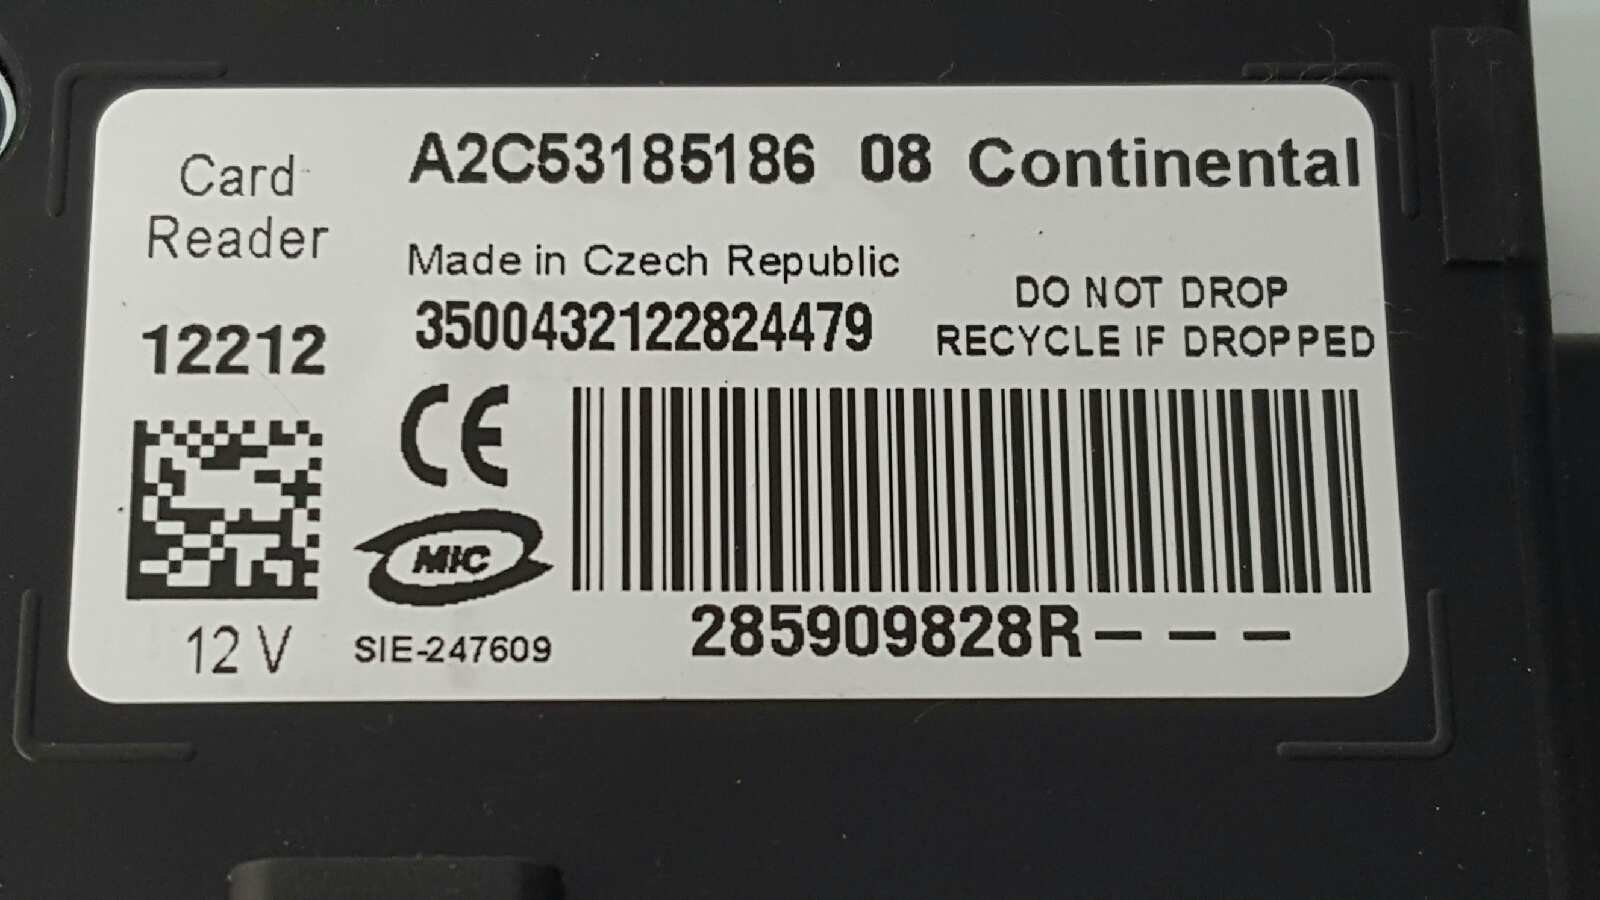 Card
Reader
12212
12 V
A2C53185186 08 Continental
Made in Czech Republic
3500432122824479
DO NOT DROP
RECYCLE IF DROPPED
CE
MIC
SIE-247609
285909828R– – –